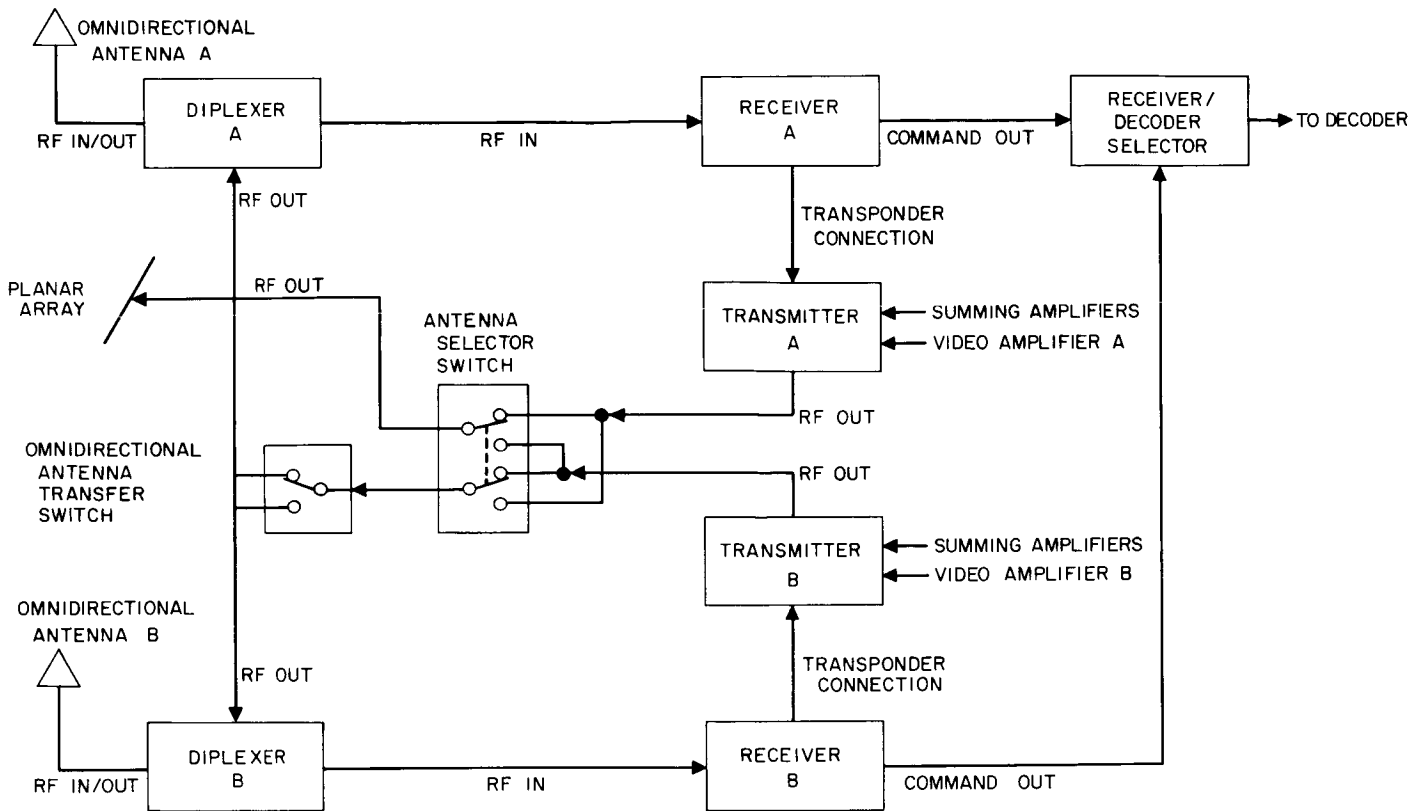 OMNIDIRECTIONAL
ANTENNA A
RF IN/OUT
DIPLEXER
A
RF IN
RECEIVER
A
COMMAND OUT
RECEIVER/
DECODER
SELECTOR
TO DECODER
RF OUT
TRANSPONDER
CONNECTION
PLANAR
ARRAY
RF OUT
ANTENNA
SELECTOR
SWITCH
TRANSMITTER
A
SUMMING AMPLIFIERS
VIDEO AMPLIFIER A
RF OUT
OMNIDIRECTIONAL
ANTENNA
TRANSFER
SWITCH
RF OUT
TRANSMITTER
B
SUMMING AMPLIFIERS
VIDEO AMPLIFIER B
OMNIDIRECTIONAL
ANTENNA B
RF OUT
TRANSPONDER
CONNECTION
RF IN/OUT
DIPLEXER
B
RF IN
RECEIVER
B
COMMAND OUT